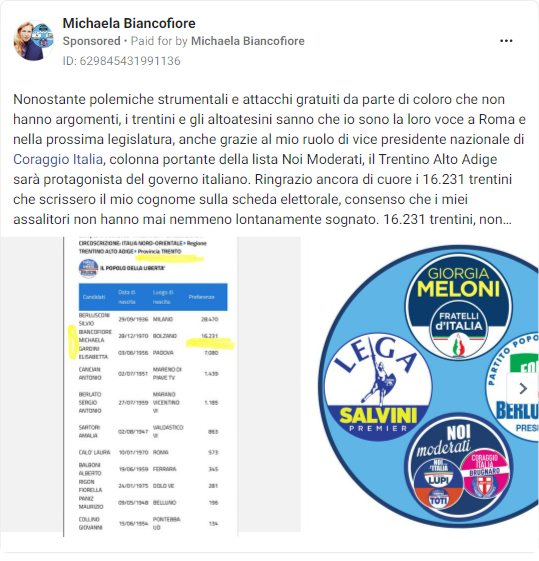 Michaela Biancofiore
Sponsored • Paid for by Michaela Biancofiore
ID: 629845431991136
Nonostante polemiche strumentali e attacchi gratuiti da parte di coloro che non
hanno argomenti, i trentini e gli altoatesini sanno che io sono la loro voce a Roma e
nella prossima legislatura, anche grazie al mio ruolo di vice presidente nazionale di
Coraggio Italia, colonna portante della lista Noi Moderati, il Trentino Alto Adige
sarà protagonista del governo italiano. Ringrazio ancora di cuore i 16.231 trentini
che scrissero il mio cognome sulla scheda elettorale, consenso che i miei
assalitori non hanno mai nemmeno lontanamente sognato. 16.231 trentini, non...
CIRCOSCRIZIONE: ITALIA NORD-ORIENTALE> Regione
TRENTINO ALTO ADIGE> Provincia TRENTO
IL POPOLO DELLA LIBERTA'
Candidati Data di nascita Luogo di nascita Preferenze
BERLUSCONI SILVIO 29/09/1936 MILANO 28.470
BIANCOFIORE MICHAELA 28/12/1970 BOLZANO 16.231
GARDINI ELISABETTA 03/06/1956 PADOVA 7.080
CANCIAN ANTONIO 02/07/1951 MARENO DI PIAVE TV 1.439
BERLATO SERGIO ANTONIO 27/07/1959 MARANO VICENTINO VI 1.185
SARTORI AMALIA 02/08/1947 VALDASTICO VI 863
CALO' LAURA 10/01/1970 ROMA 573
BALBONI ALBERTO 19/06/1959 FERRARA 345
RIGON FIORELLA 24/01/1975 DOLO VE 281
PANIZ MAURIZIO 09/05/1948 BELLUNO 196
COLLINO GIOVANNI 15/06/1954 PONTEBBA UD 134
GIORGIA
MELONI
FRATELLI
d'ITALIA
LEGA
SALVINI
PREMIER
PARTITO POPO
FO
BERLU
PRESI
NOI
moderati
NOI
CON
L'ITALIA
LUPI
TOTI
CORAGGIO
ITALIA
BRUGNARO